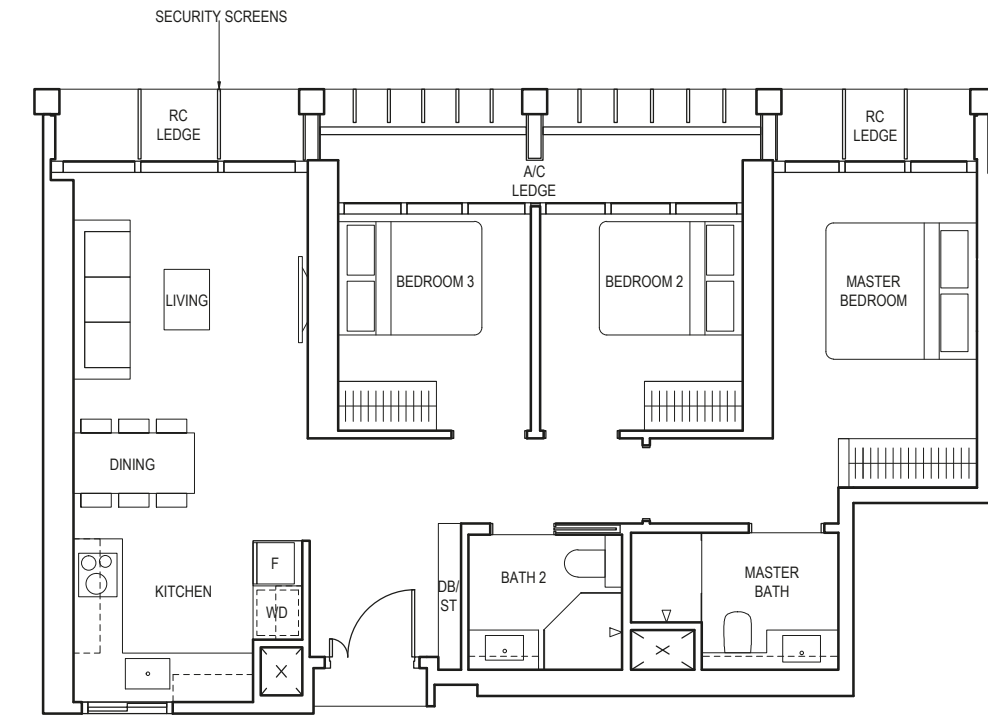 SECURITY SCREENS
RC
LEDGE
RC
LEDGE
A/C
LEDGE
BEDROOM 3
BEDROOM 2
MASTER
BEDROOM
LIVING
DINING
F
KITCHEN
WD
DB/
ST
BATH 2
MASTER
BATH